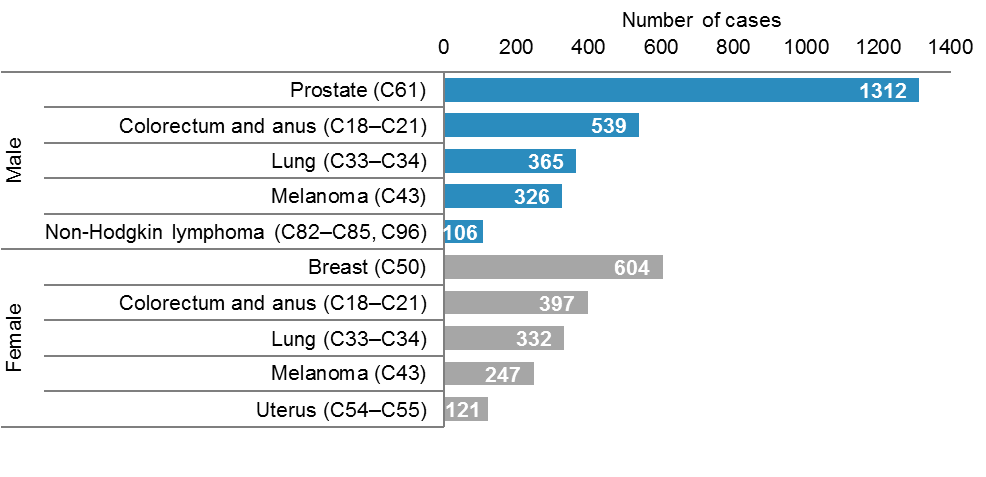 Number of cases
0 200 400 600 800 1000 1200 1400
Male
Prostate (C61) 1312
Colorectum and anus (C18–C21) 539
Lung (C33–C34) 365
Melanoma (C43) 326
Non-Hodgkin lymphoma (C82–C85, C96) 106
Female
Breast (C50) 604
Colorectum and anus (C18–C21) 397
Lung (C33–C34) 332
Melanoma (C43) 247
Uterus (C54–C55) 121